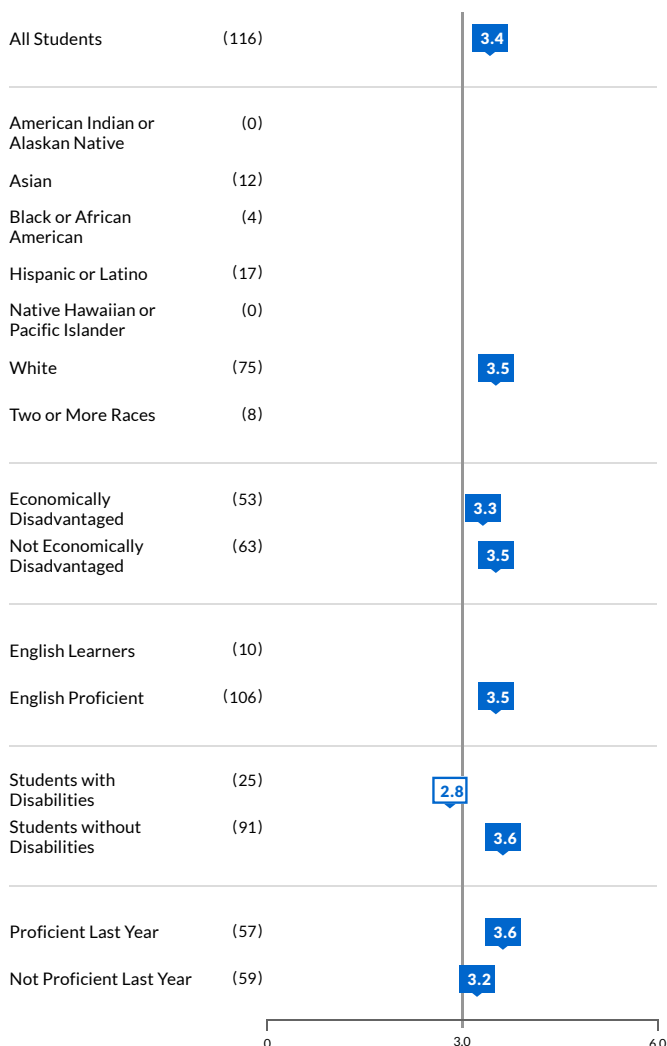 All Students (116) 3.4
American Indian or (0)
Alaskan Native
Asian (12)
Black or African (4)
American
Hispanic or Latino (17)
Native Hawaiian or (0)
Pacific Islander
White (75) 3.5
Two or More Races (8)
Economically (53) 3.3
Disadvantaged
Not Economically (63) 3.5
Disadvantaged
English Learners (10)
English Proficient (106) 3.5
Students with (25) 2.8
Disabilities
Students without (91) 3.6
Disabilities
Proficient Last Year (57) 3.6
Not Proficient Last Year (59) 3.2
0 3.0 6.0